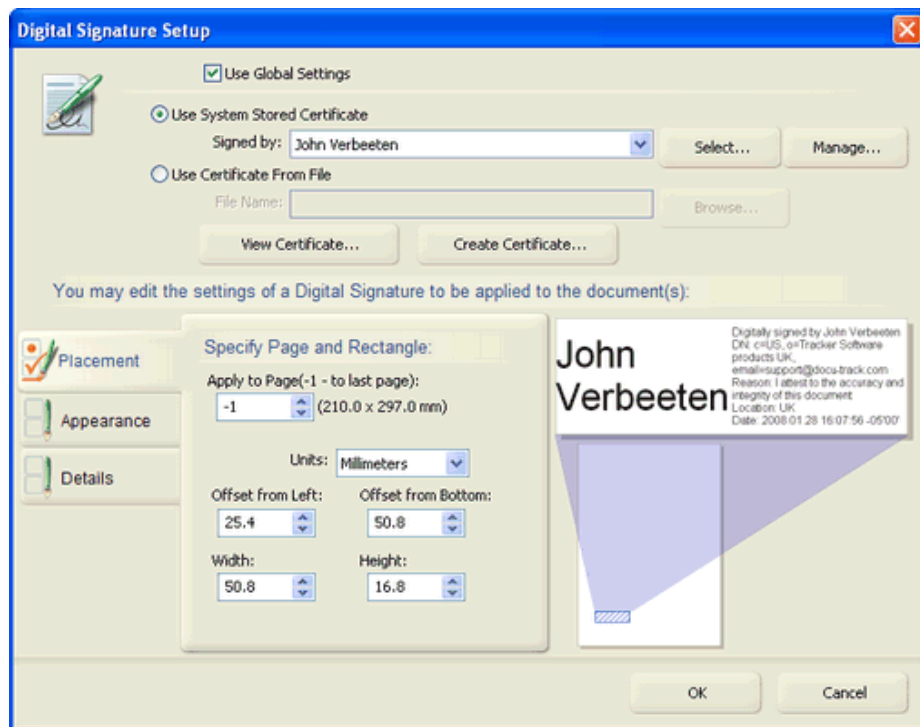 Digital Signature Setup
Use Global Settings
Use System Stored Certificate
Signed by: John Verbeeten Select... Manage...
Use Certificate From File
File Name: Browse...
View Certificate... Create Certificate...
You may edit the settings of a Digital Signature to be applied to the document(s):
Placement
Appearance
Details
Specify Page and Rectangle:
Apply to Page(-1 - to last page):
-1 (210.0 x 297.0 mm)
Units: Millimeters
Offset from Left: Offset from Bottom:
25.4 50.8
Width: Height:
50.8 16.8
John
Verbeeten
Digitally signed by John Verbeeten
DN: c=US, o=Tracker Software
products UK,
email=support@docu-track.com
Reason: I attest to the accuracy and
integrity of this document
Location: UK
Date: 2008.01.28 16:07:56 -05'00'
OK Cancel